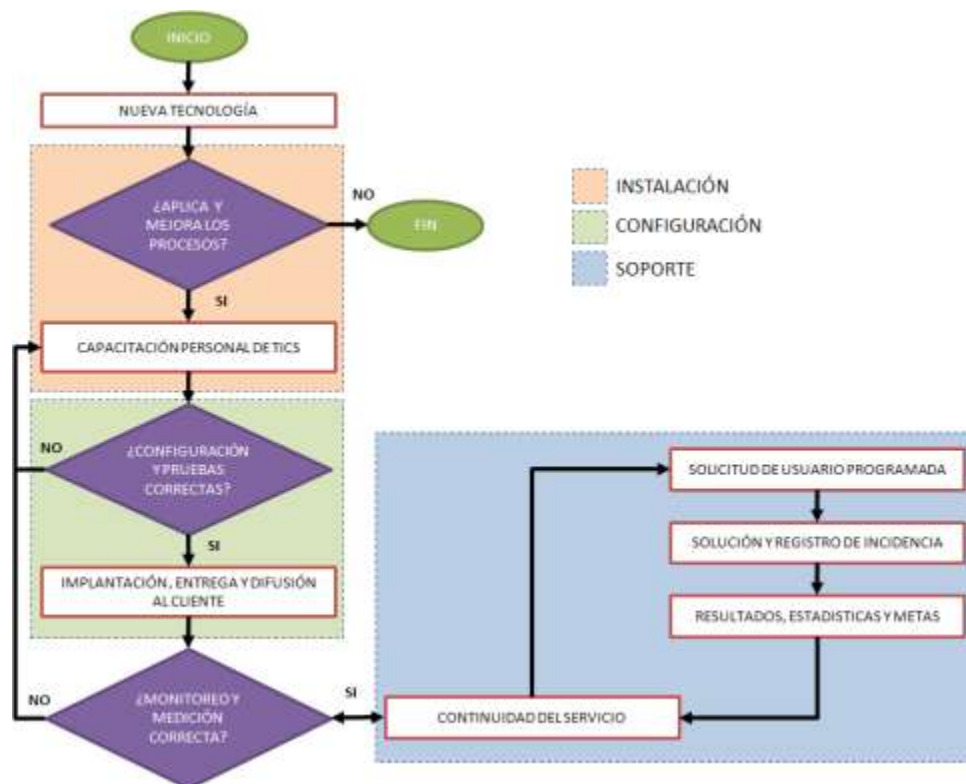 INICIO
NUEVA TECNOLOGÍA
¿APLICA Y
MEJORA LOS
PROCESOS?
NO
FIN
SI
CAPACITACIÓN PERSONAL DE TICS
INSTALACIÓN
CONFIGURACIÓN
SOPORTE
NO
¿CONFIGURACIÓN
Y PRUEBAS
CORRECTAS?
SI
IMPLANTACIÓN, ENTREGA Y DIFUSIÓN
AL CLIENTE
NO
¿MONITOREO Y
MEDICIÓN
CORRECTA?
SI
SOLICITUD DE USUARIO PROGRAMADA
SOLUCIÓN Y REGISTRO DE INCIDENCIA
RESULTADOS, ESTADISTICAS Y METAS
CONTINUIDAD DEL SERVICIO